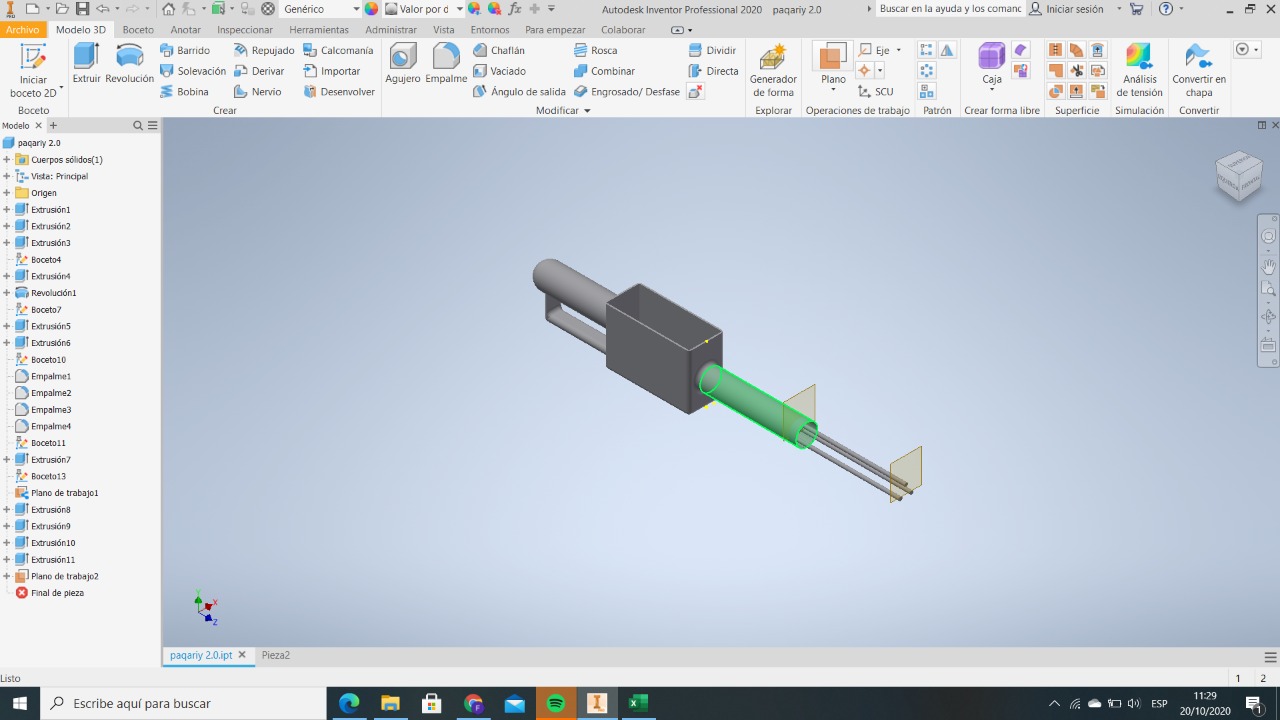 Genérico
Valor por d
Autodesk Inventor Professional 2020 paqariy 2.0
Buscar en la ayuda y los comanc
Iniciar sesión
Archivo Modelo 3D Boceto Anotar Inspeccionar Herramientas Administrar Vista Entornos Para empezar Colaborar
Iniciar boceto 2D
Boceto
Extruir
Revolución
Barrido
Solevación
Bobina
Repujado
Derivar
Nervio
Calcomanía
Importar
Desenvolver
Crear
Agujero
Empalme
Chaflán
Vaciado
Ángulo de salida
Rosca
Combinar
Engrosado/ Desfase
Dividir
Directa
Modificar
Generador de forma
Explorar
Plano
Eje
SCU
Operaciones de trabajo
Patrón
Caja
Crear forma libre
Superficie
Análisis de tensión
Simulación
Convertir en chapa
Convertir
Modelo
paqariy 2.0
Cuerpos sólidos(1)
Vista: Principal
Origen
Extrusión1
Extrusión2
Extrusión3
Boceto4
Extrusión4
Revolución1
Boceto7
Extrusión5
Extrusión6
Boceto10
Empalme1
Empalme2
Empalme3
Empalme4
Boceto11
Extrusión7
Boceto13
Plano de trabajo1
Extrusión8
Extrusión9
Extrusión10
Extrusión11
Plano de trabajo2
Final de pieza
Y
X
Z
paqariy 2.0.ipt
Pieza2
Listo
1 2
Escribe aquí para buscar
ESP
11:29
20/10/2020